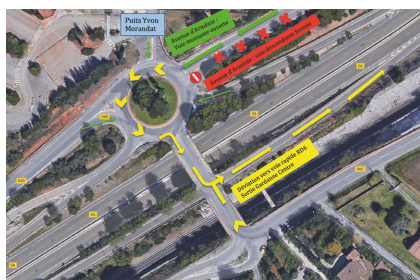 Puits Yvon
Morandat
Avenue d'Arménie :
Voie montante ouverte
Avenue d'Arménie : voie descendante fermée
Déviation vers voie rapide RD6
Sortie Gardanne Centre